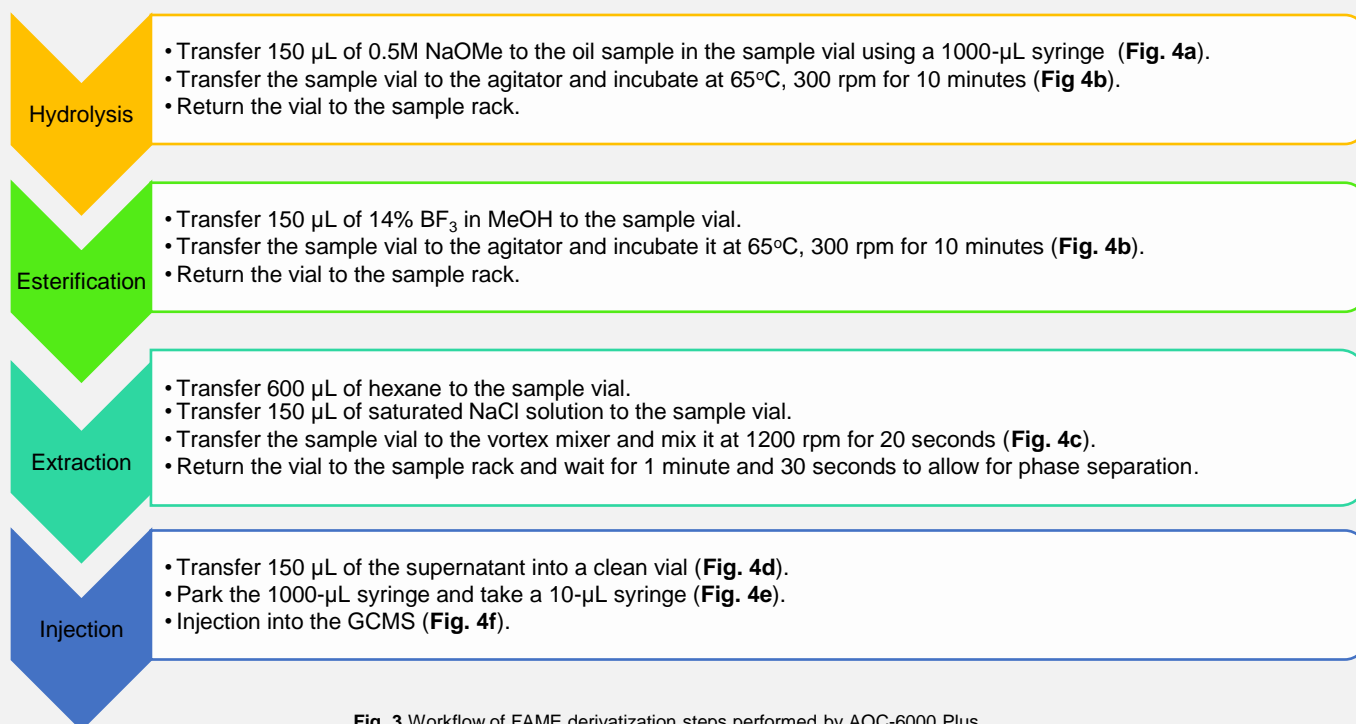 Hydrolysis
• Transfer 150 µL of 0.5M NaOMe to the oil sample in the sample vial using a 1000-µL syringe (Fig. 4a).
• Transfer the sample vial to the agitator and incubate at 65°C, 300 rpm for 10 minutes (Fig 4b).
• Return the vial to the sample rack.
Esterification
• Transfer 150 µL of 14% BF₃ in MeOH to the sample vial.
• Transfer the sample vial to the agitator and incubate it at 65°C, 300 rpm for 10 minutes (Fig. 4b).
• Return the vial to the sample rack.
Extraction
• Transfer 600 µL of hexane to the sample vial.
• Transfer 150 µL of saturated NaCl solution to the sample vial.
• Transfer the sample vial to the vortex mixer and mix it at 1200 rpm for 20 seconds (Fig. 4c).
• Return the vial to the sample rack and wait for 1 minute and 30 seconds to allow for phase separation.
Injection
• Transfer 150 µL of the supernatant into a clean vial (Fig. 4d).
• Park the 1000-µL syringe and take a 10-µL syringe (Fig. 4e).
• Injection into the GCMS (Fig. 4f).
Fig. 3 Workflow of FAME derivatization steps performed by AOC-6000 Plus